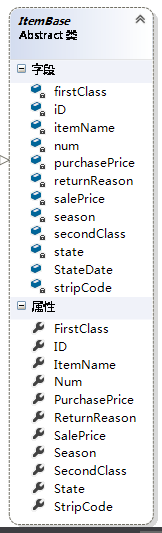 ItemBase
Abstract 类
字段
firstClass
iD
itemName
num
purchasePrice
returnReason
salePrice
season
secondClass
state
StateDate
stripCode
属性
FirstClass
ID
ItemName
Num
PurchasePrice
ReturnReason
SalePrice
Season
SecondClass
State
StripCode